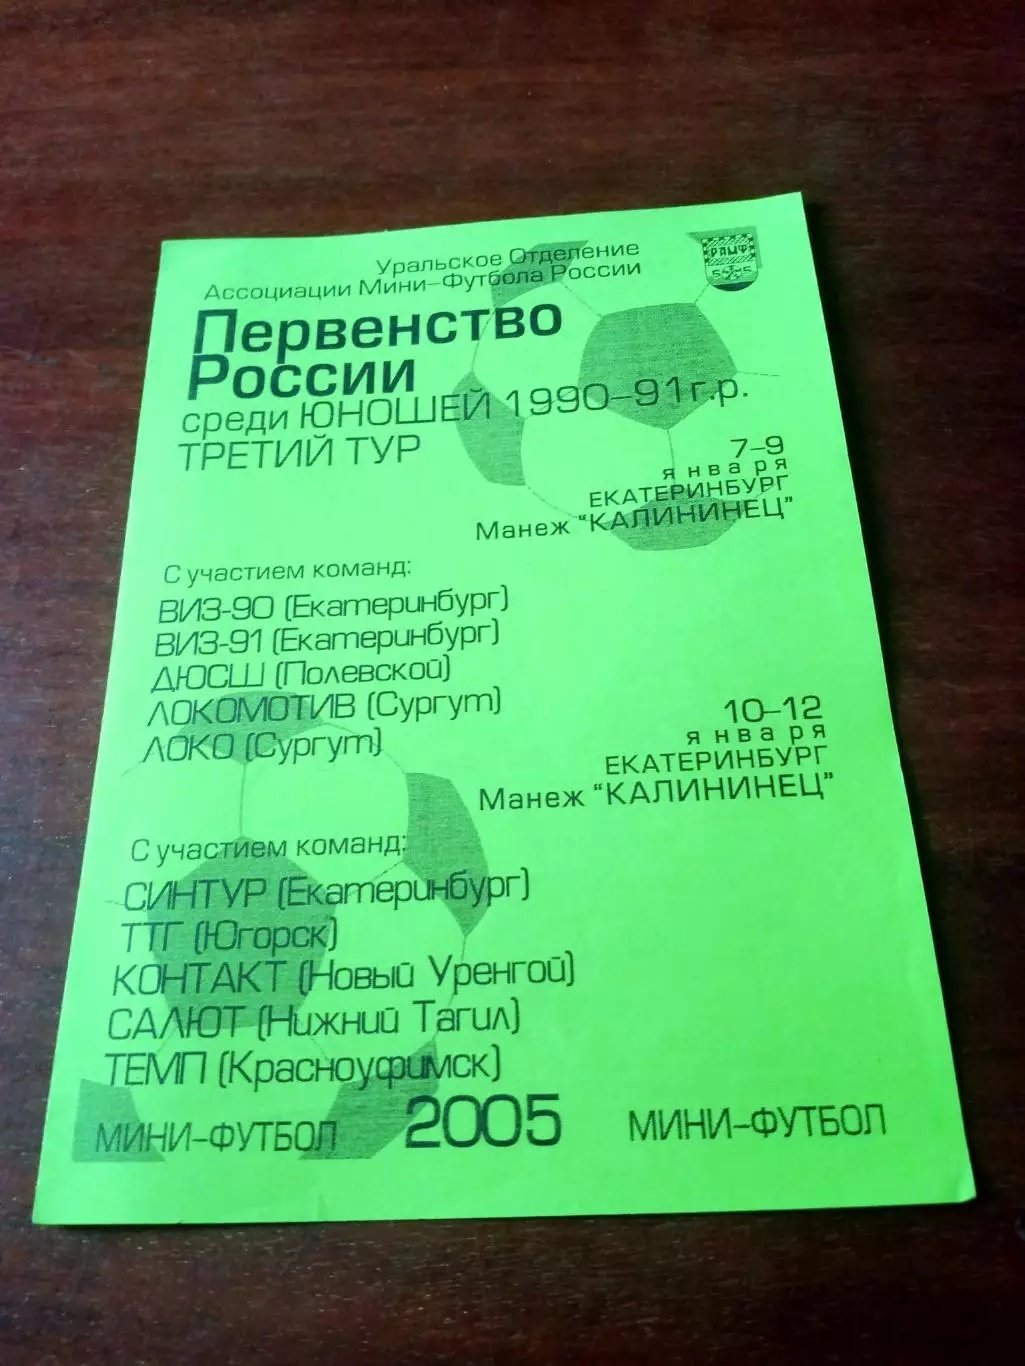 Уральское Отделение
Ассоциации Мини-Футбола России
РАМФ
5 5
Первенство
России
среди ЮНОШЕЙ 1990-91г.р.
ТРЕТИЙ ТУР
7-9
января
ЕКАТЕРИНБУРГ
Манеж "КАЛИНИНЕЦ"
С участием команд:
ВИЗ-90 (Екатеринбург)
ВИЗ-91 (Екатеринбург)
ДЮСШ (Полевской)
ЛОКОМОТИВ (Сургут)
ЛОКО (Сургут)
10-12
января
ЕКАТЕРИНБУРГ
Манеж "КАЛИНИНЕЦ"
С участием команд:
СИНТУР (Екатеринбург)
ТТГ (Югорск)
КОНТАКТ (Новый Уренгой)
САЛЮТ (Нижний Тагил)
ТЕМП (Красноуфимск)
МИНИ-ФУТБОЛ 2005 МИНИ-ФУТБОЛ